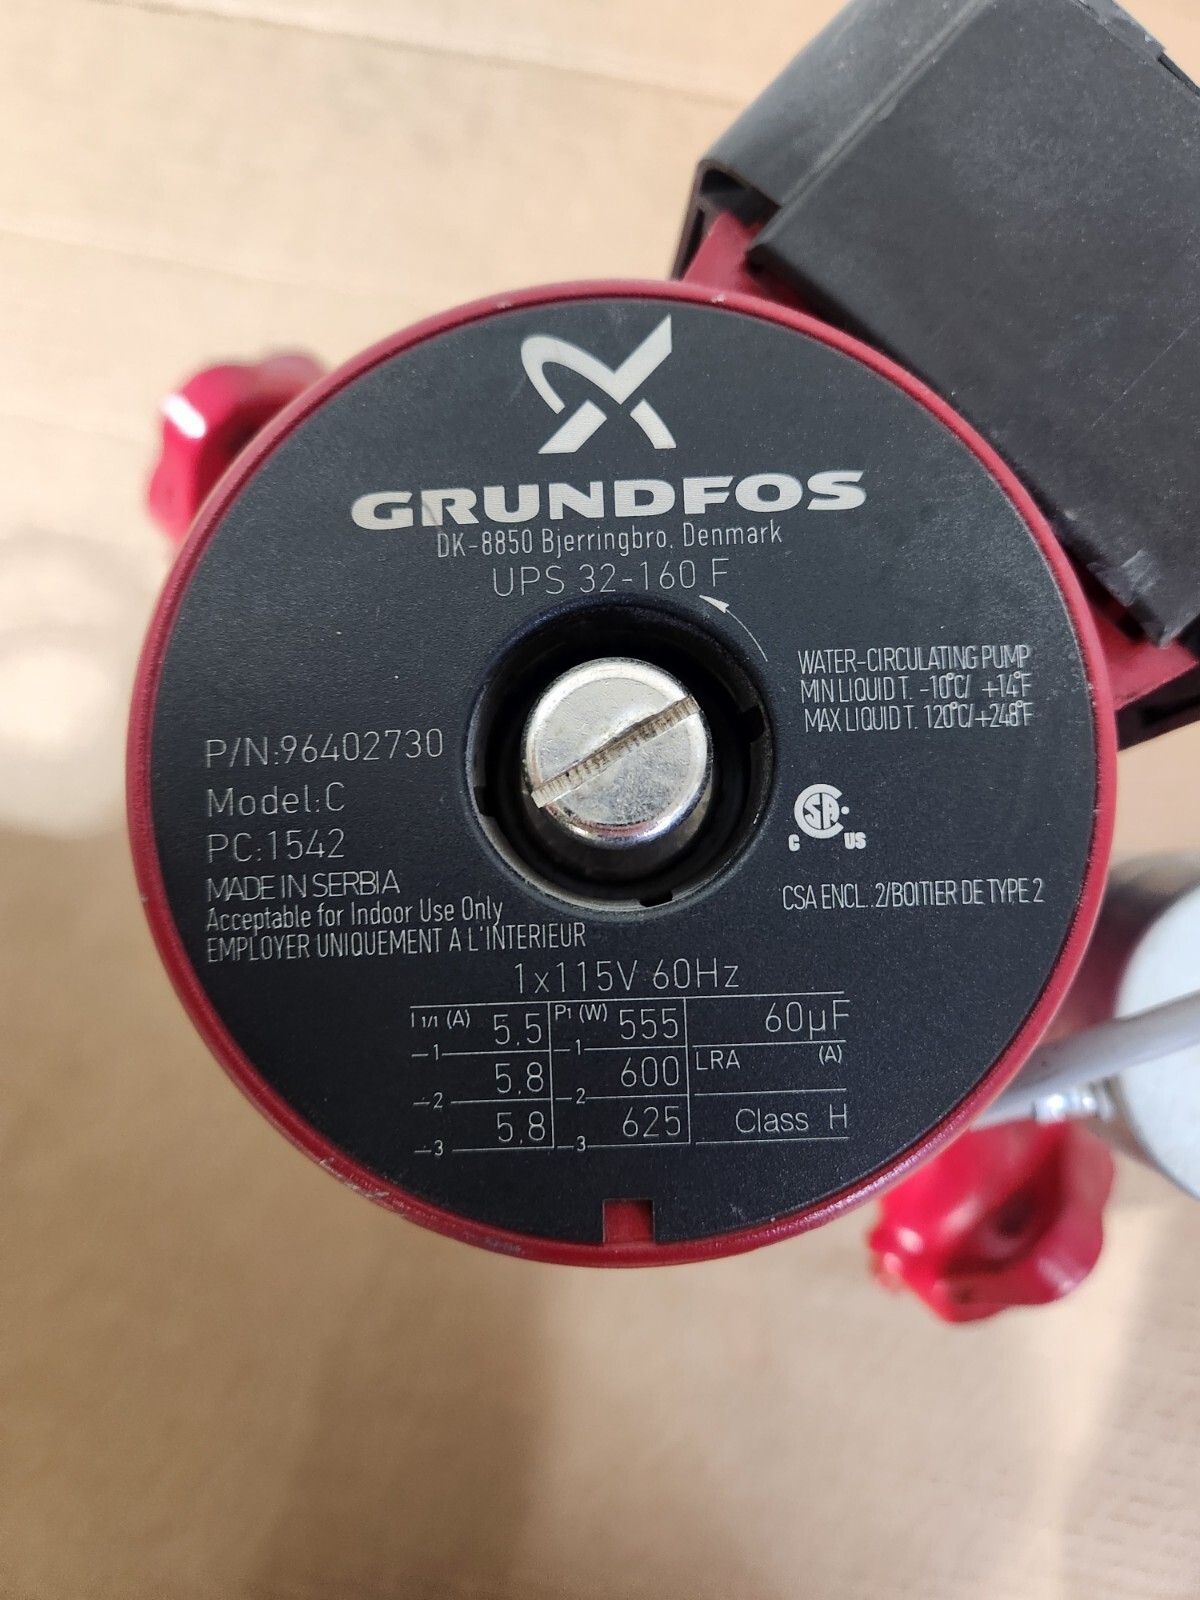 GRUNDFOS
DK-8850 Bjerringbro, Denmark
UPS 32-160 F
WATER-CIRCULATING PUMP
MIN LIQUID T. -10°C/ +14°F
MAX LIQUID T. 120°C/+248°F
P/N:96402730
Model:C
PC:1542
MADE IN SERBIA
Acceptable for Indoor Use Only
EMPLOYER UNIQUEMENT A L'INTERIEUR
CSA
C US
CSA ENCL.2/BOITIER DE TYPE 2
1x115V 60Hz
I 1/1 (A) 5,5 P1 (W) 555 60µF
1 1 LRA (A)
5,8 600
2 2
5,8 625 Class H
3 3